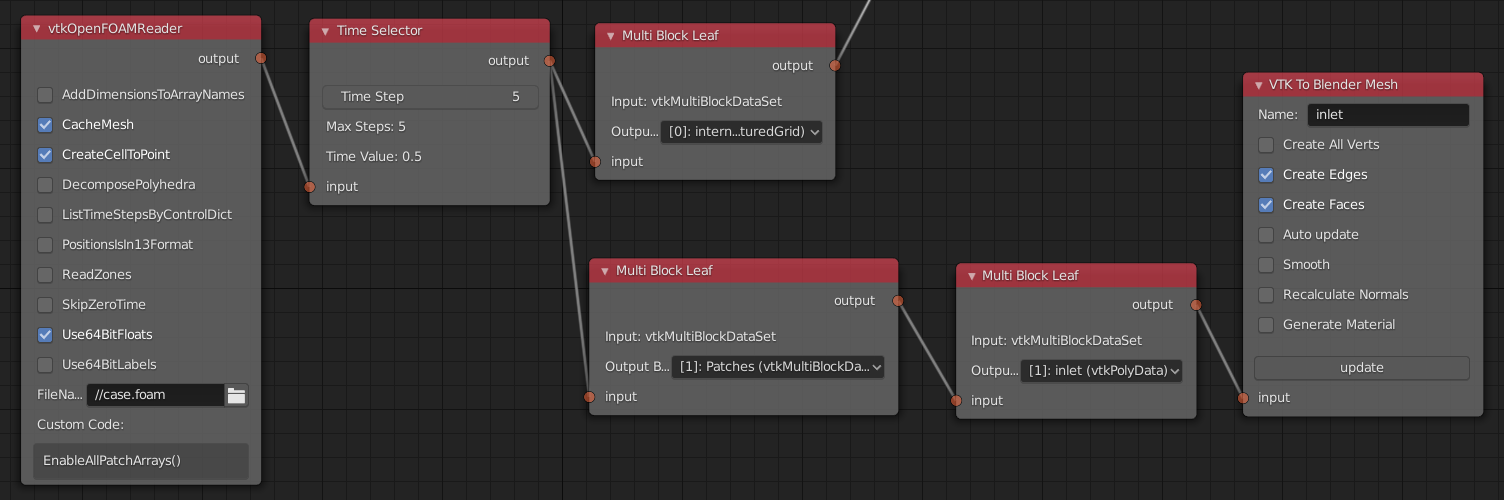 vtkOpenFOAMReader
output
AddDimensionsToArrayNames
CacheMesh
CreateCellToPoint
DecomposePolyhedra
ListTimeStepsByControlDict
PositionsIsIn13Format
ReadZones
SkipZeroTime
Use64BitFloats
Use64BitLabels
FileNa... //case.foam
Custom Code:
EnableAllPatchArrays()
Time Selector
output
Time Step 5
Max Steps: 5
Time Value: 0.5
input
Multi Block Leaf
output
Input: vtkMultiBlockDataSet
Outpu... [0]: intern...turedGrid)
input
Multi Block Leaf
output
Input: vtkMultiBlockDataSet
Output B... [1]: Patches (vtkMultiBlockDa...
input
Multi Block Leaf
output
Input: vtkMultiBlockDataSet
Outpu... [1]: inlet (vtkPolyData)
input
VTK To Blender Mesh
Name: inlet
Create All Verts
Create Edges
Create Faces
Auto update
Smooth
Recalculate Normals
Generate Material
update
input